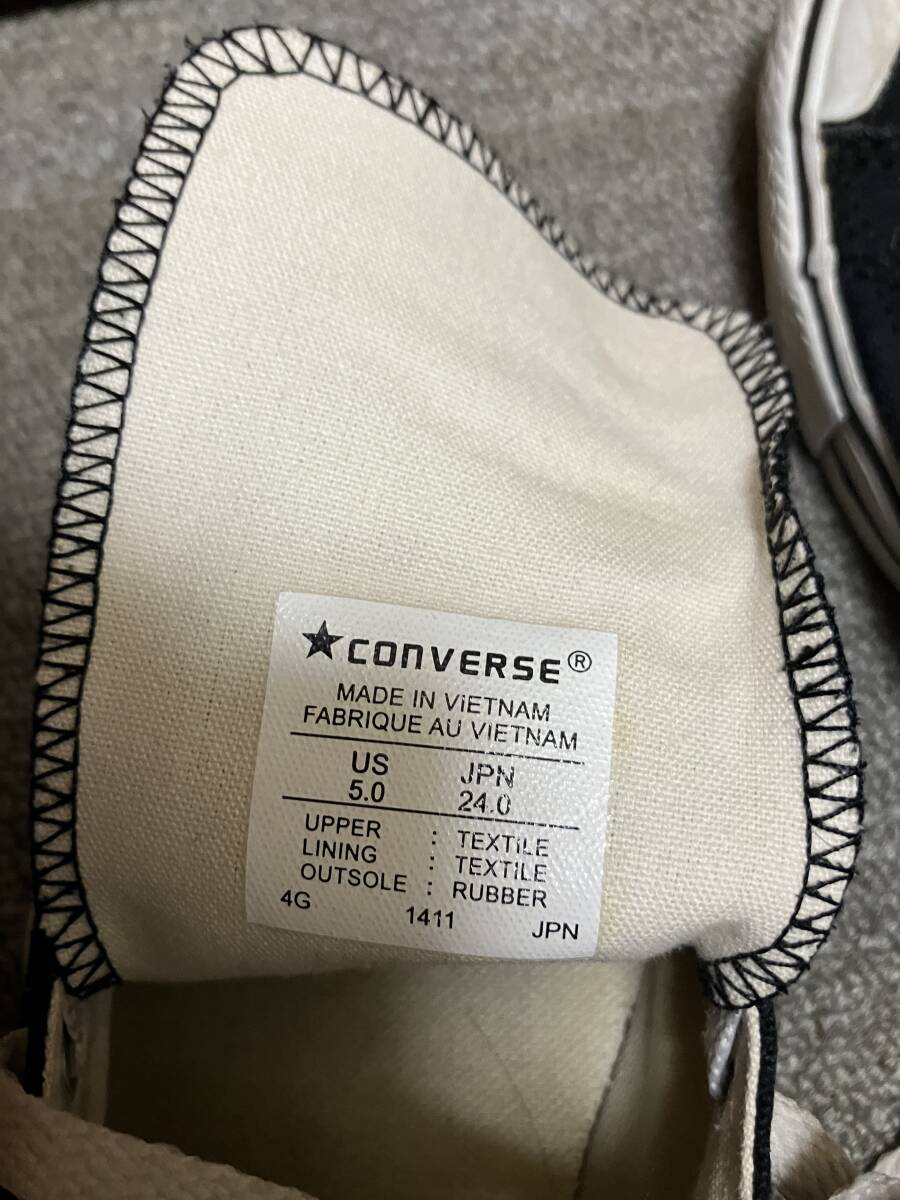 ★CONVERSE®
MADE IN VIETNAM
FABRIQUE AU VIETNAM
US JPN
5.0 24.0
UPPER : TEXTILE
LINING : TEXTILE
OUTSOLE : RUBBER
4G 1411 JPN